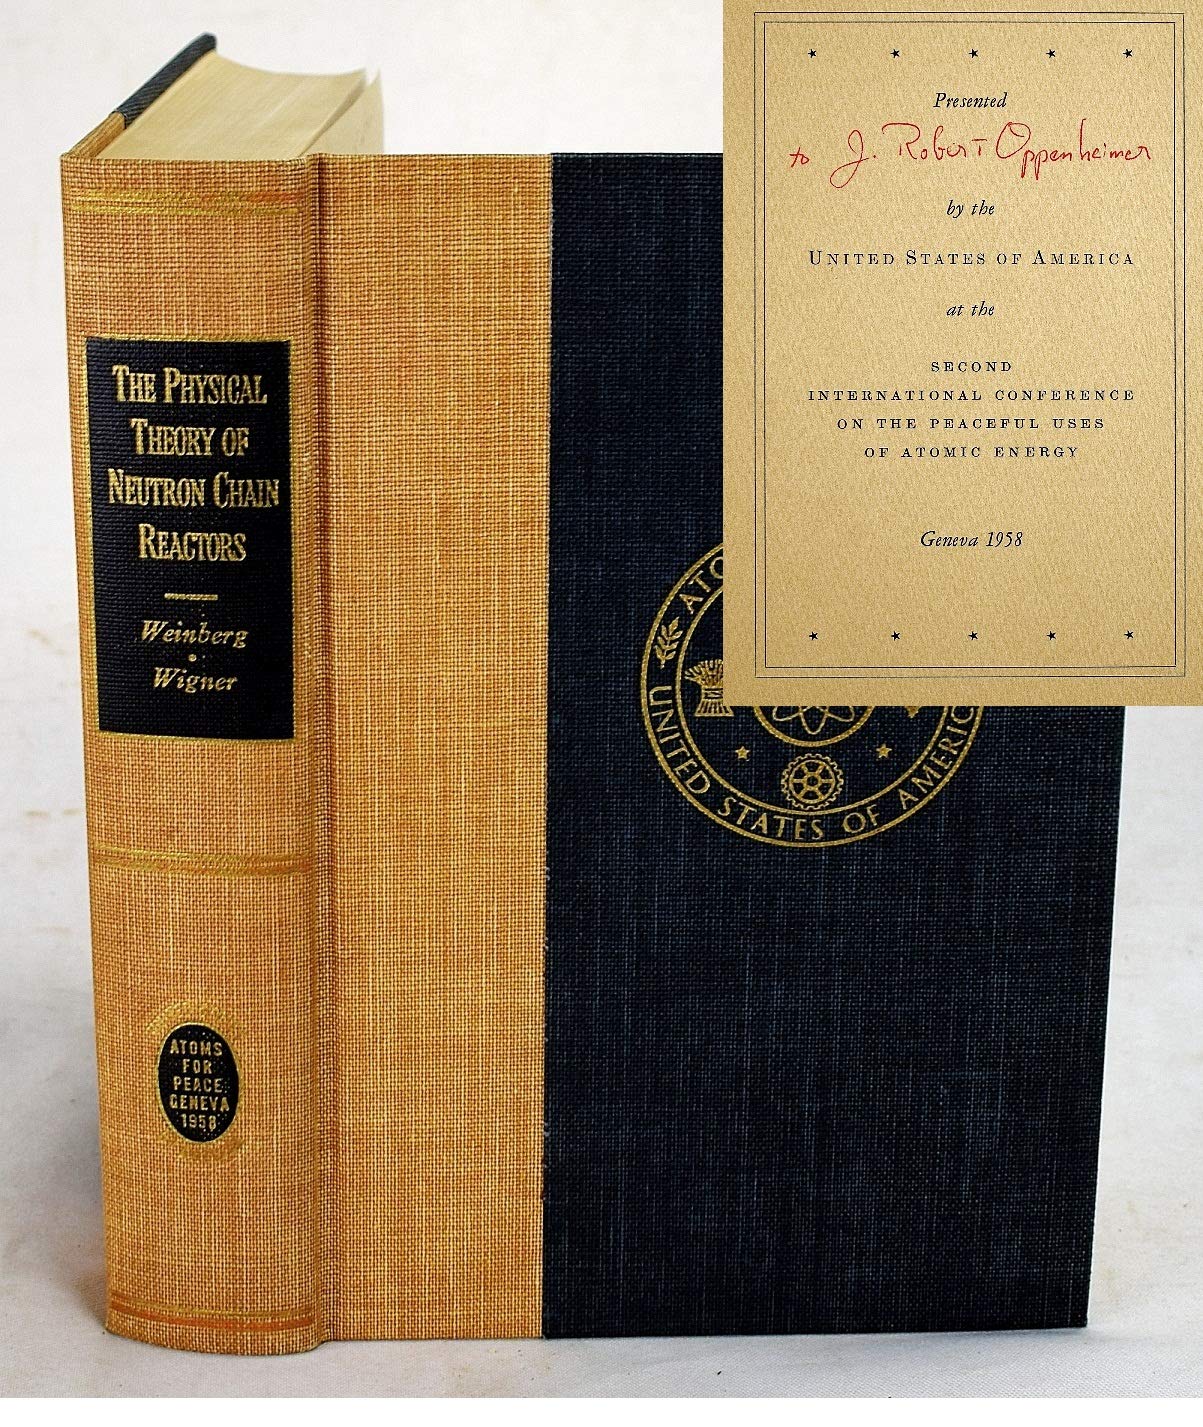 THE PHYSICAL
THEORY OF
NEUTRON CHAIN
REACTORS
Weinberg
Wigner
ATOMS
FOR
PEACE
GENEVA
1958
ATO
UNITED STATES OF AMERIC
Presented
to J. Robert Oppenheimer
by the
UNITED STATES OF AMERICA
at the
SECOND
INTERNATIONAL CONFERENCE
ON THE PEACEFUL USES
OF ATOMIC ENERGY
Geneva 1958